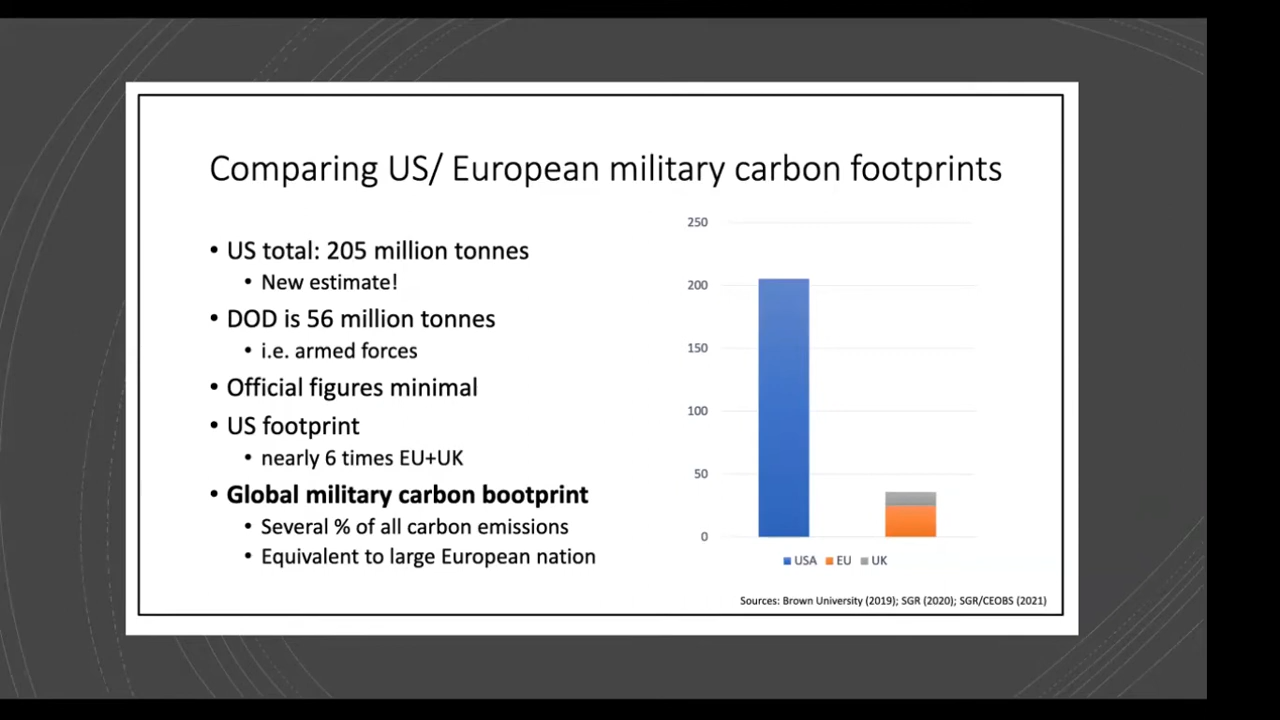 Comparing US/ European military carbon footprints
• US total: 205 million tonnes
• New estimate!
• DOD is 56 million tonnes
• i.e. armed forces
• Official figures minimal
• US footprint
• nearly 6 times EU+UK
• Global military carbon bootprint
• Several % of all carbon emissions
• Equivalent to large European nation
250
200
150
100
50
0
USA EU UK
Sources: Brown University (2019); SGR (2020); SGR/CEOBS (2021)